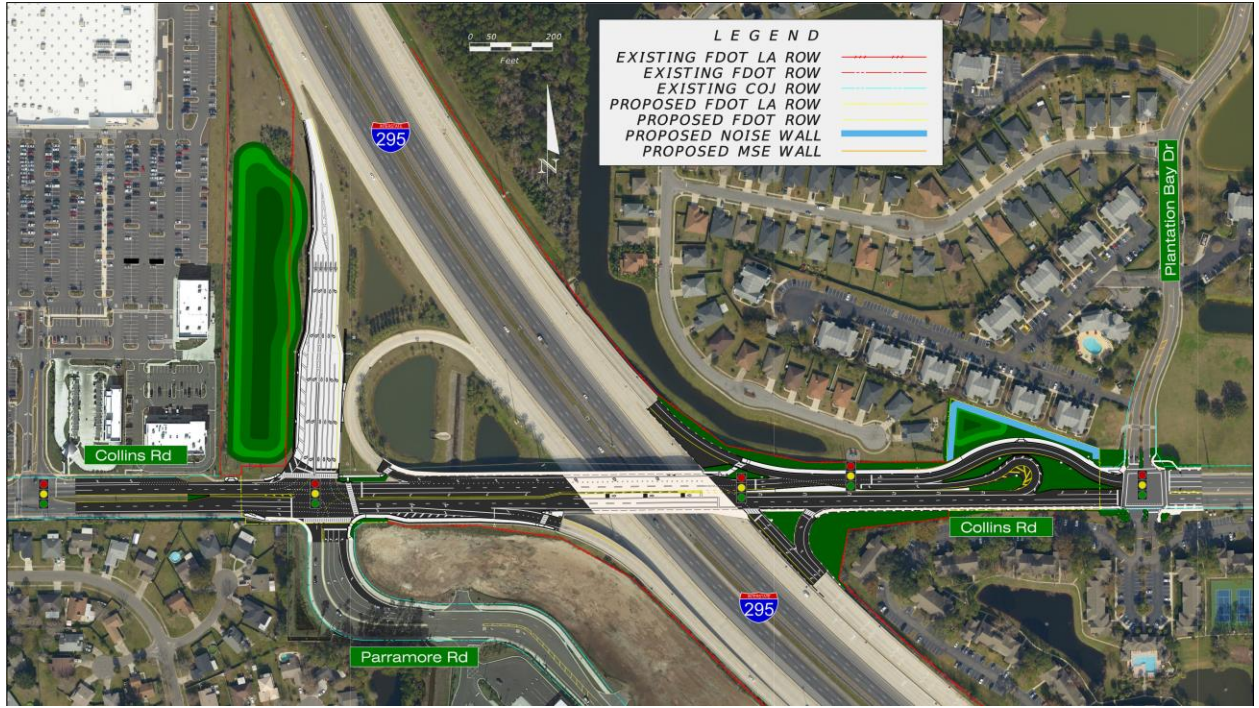 L E G E N D
EXISTING FDOT LA ROW
EXISTING FDOT ROW
EXISTING COJ ROW
PROPOSED FDOT LA ROW
PROPOSED FDOT ROW
PROPOSED NOISE WALL
PROPOSED MSE WALL
0 50 200
Feet
N
295
Plantation Bay Dr
Collins Rd
Collins Rd
295
Parramore Rd